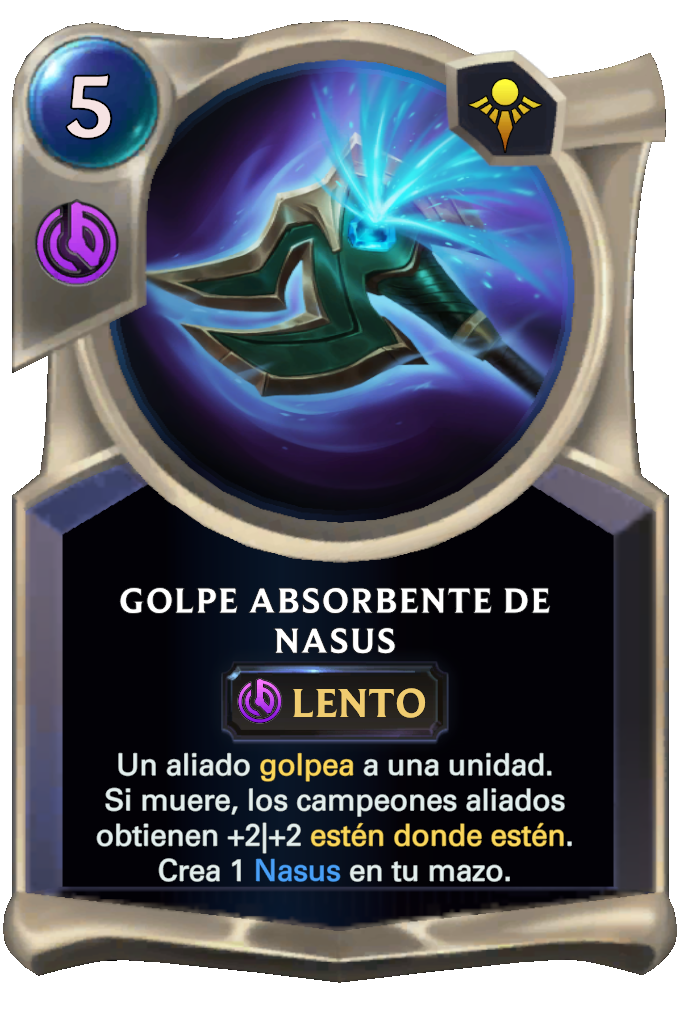 5
GOLPE ABSORBENTE DE
NASUS
LENTO
Un aliado golpea a una unidad.
Si muere, los campeones aliados
obtienen +2|+2 estén donde estén.
Crea 1 Nasus en tu mazo.